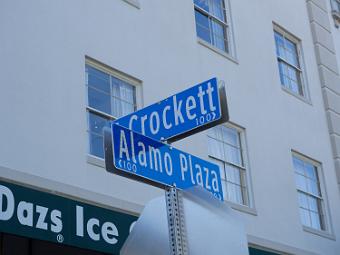 Crockett
100
Alamo Plaza
100
Dazs Ice
®